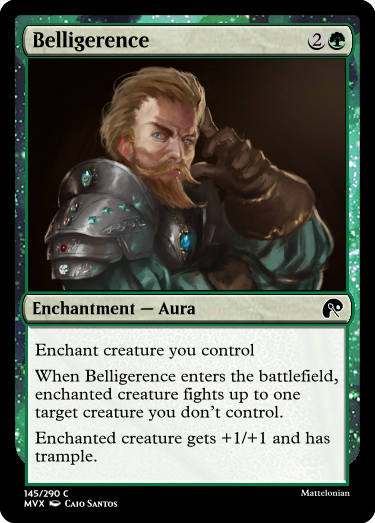 Belligerence 2
Enchantment — Aura
Enchant creature you control
When Belligerence enters the battlefield,
enchanted creature fights up to one
target creature you don't control.
Enchanted creature gets +1/+1 and has
trample.
145/290 C
Mattelonian
MVX Caio Santos